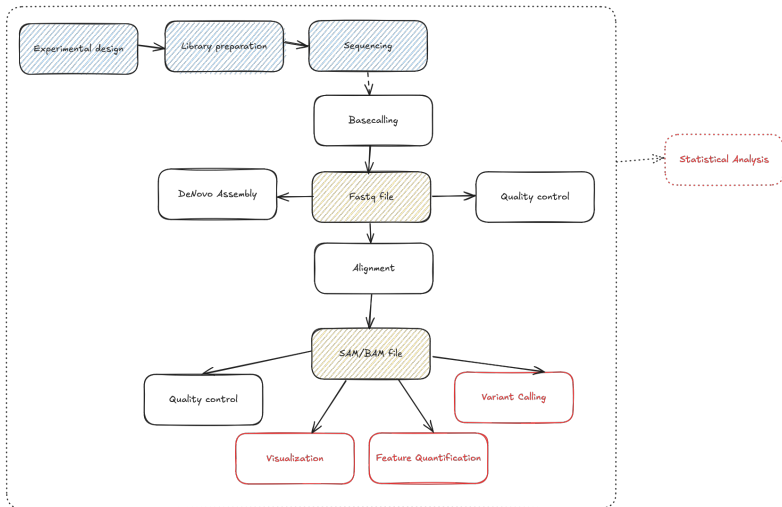 Experimental design
Library preparation
Sequencing
Basecalling
Statistical Analysis
DeNovo Assembly
Fastq file
Quality control
Alignment
SAM/BAM file
Quality control
Variant Calling
Visualization
Feature Quantification